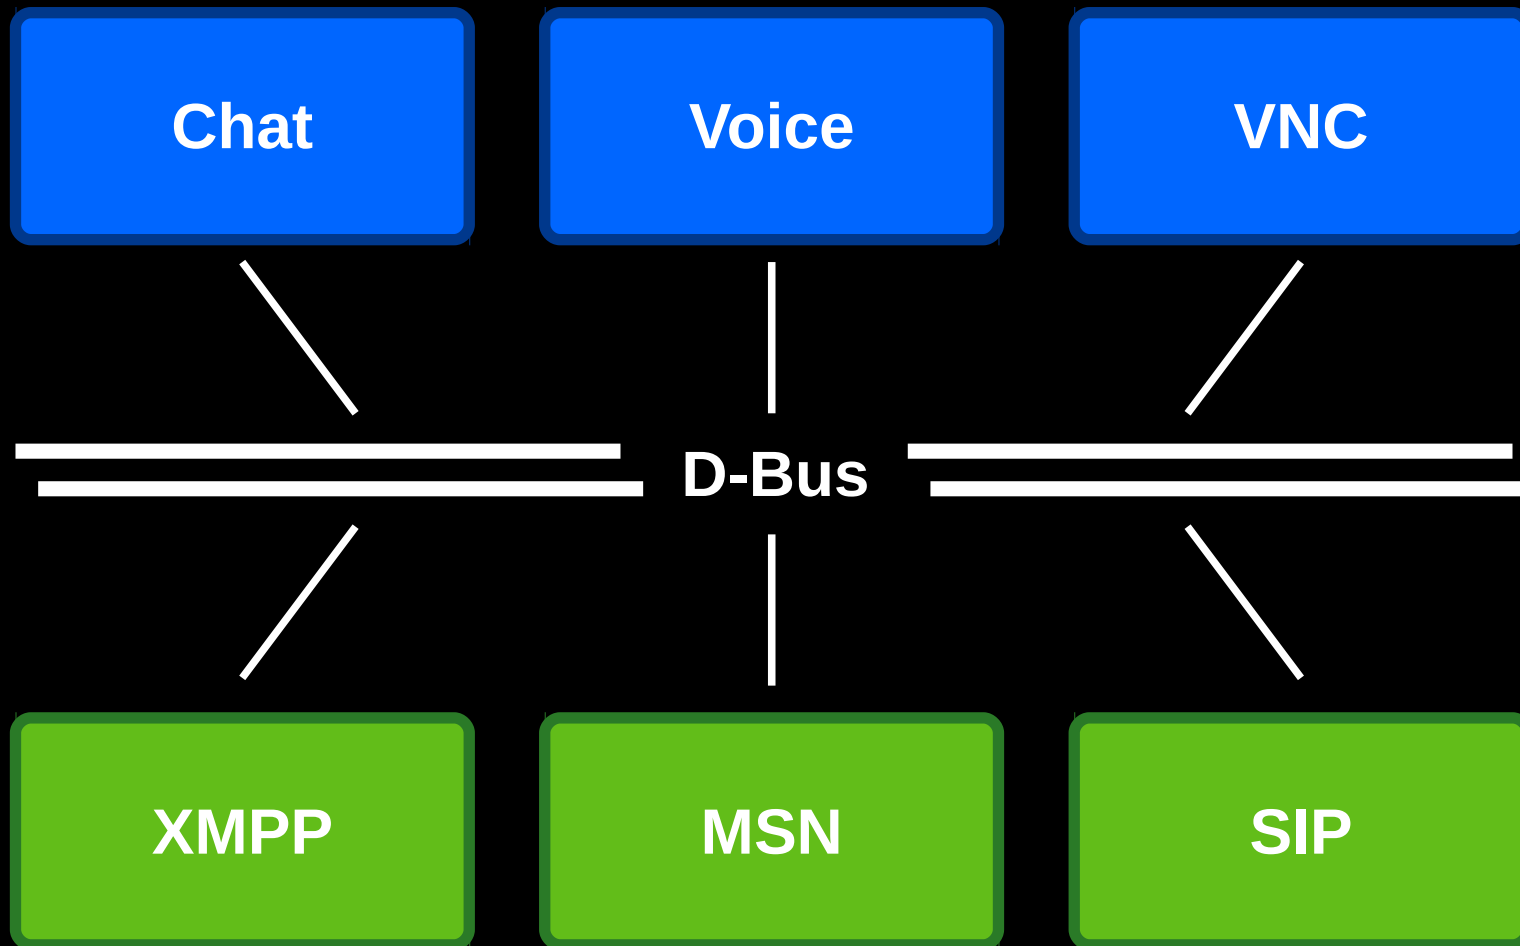 Chat
Voice
VNC
D-Bus
XMPP
MSN
SIP